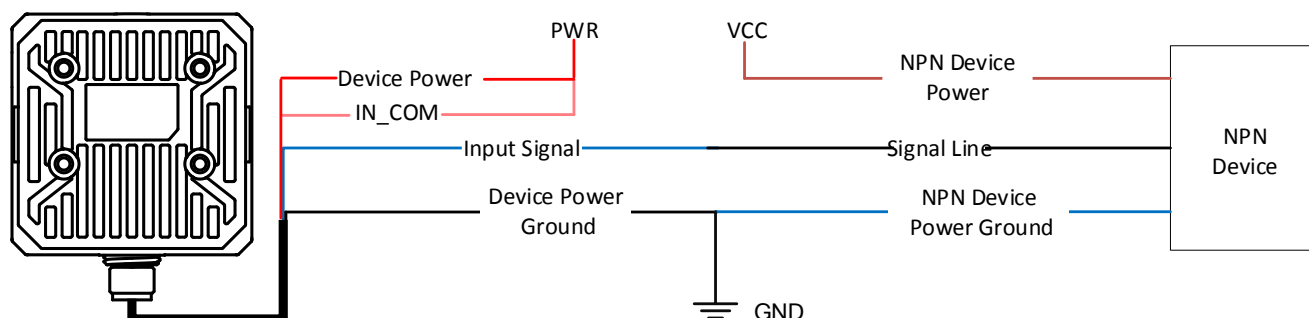 PWR
VCC
Device Power
NPN Device
Power
IN_COM
Input Signal
Signal Line
NPN
Device
Device Power
Ground
NPN Device
Power Ground
GND